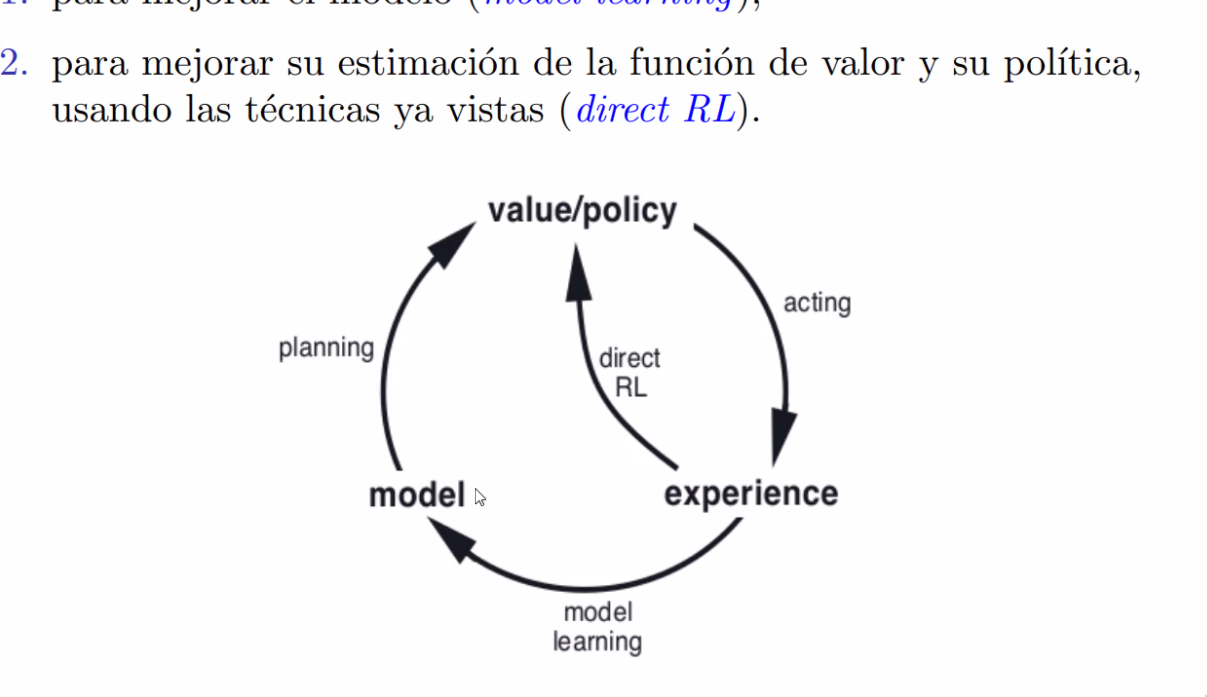 1. para mejorar el modelo (model learning),
2. para mejorar su estimación de la función de valor y su política,
usando las técnicas ya vistas (direct RL).
value/policy
acting
planning
direct
RL
model
experience
model
learning